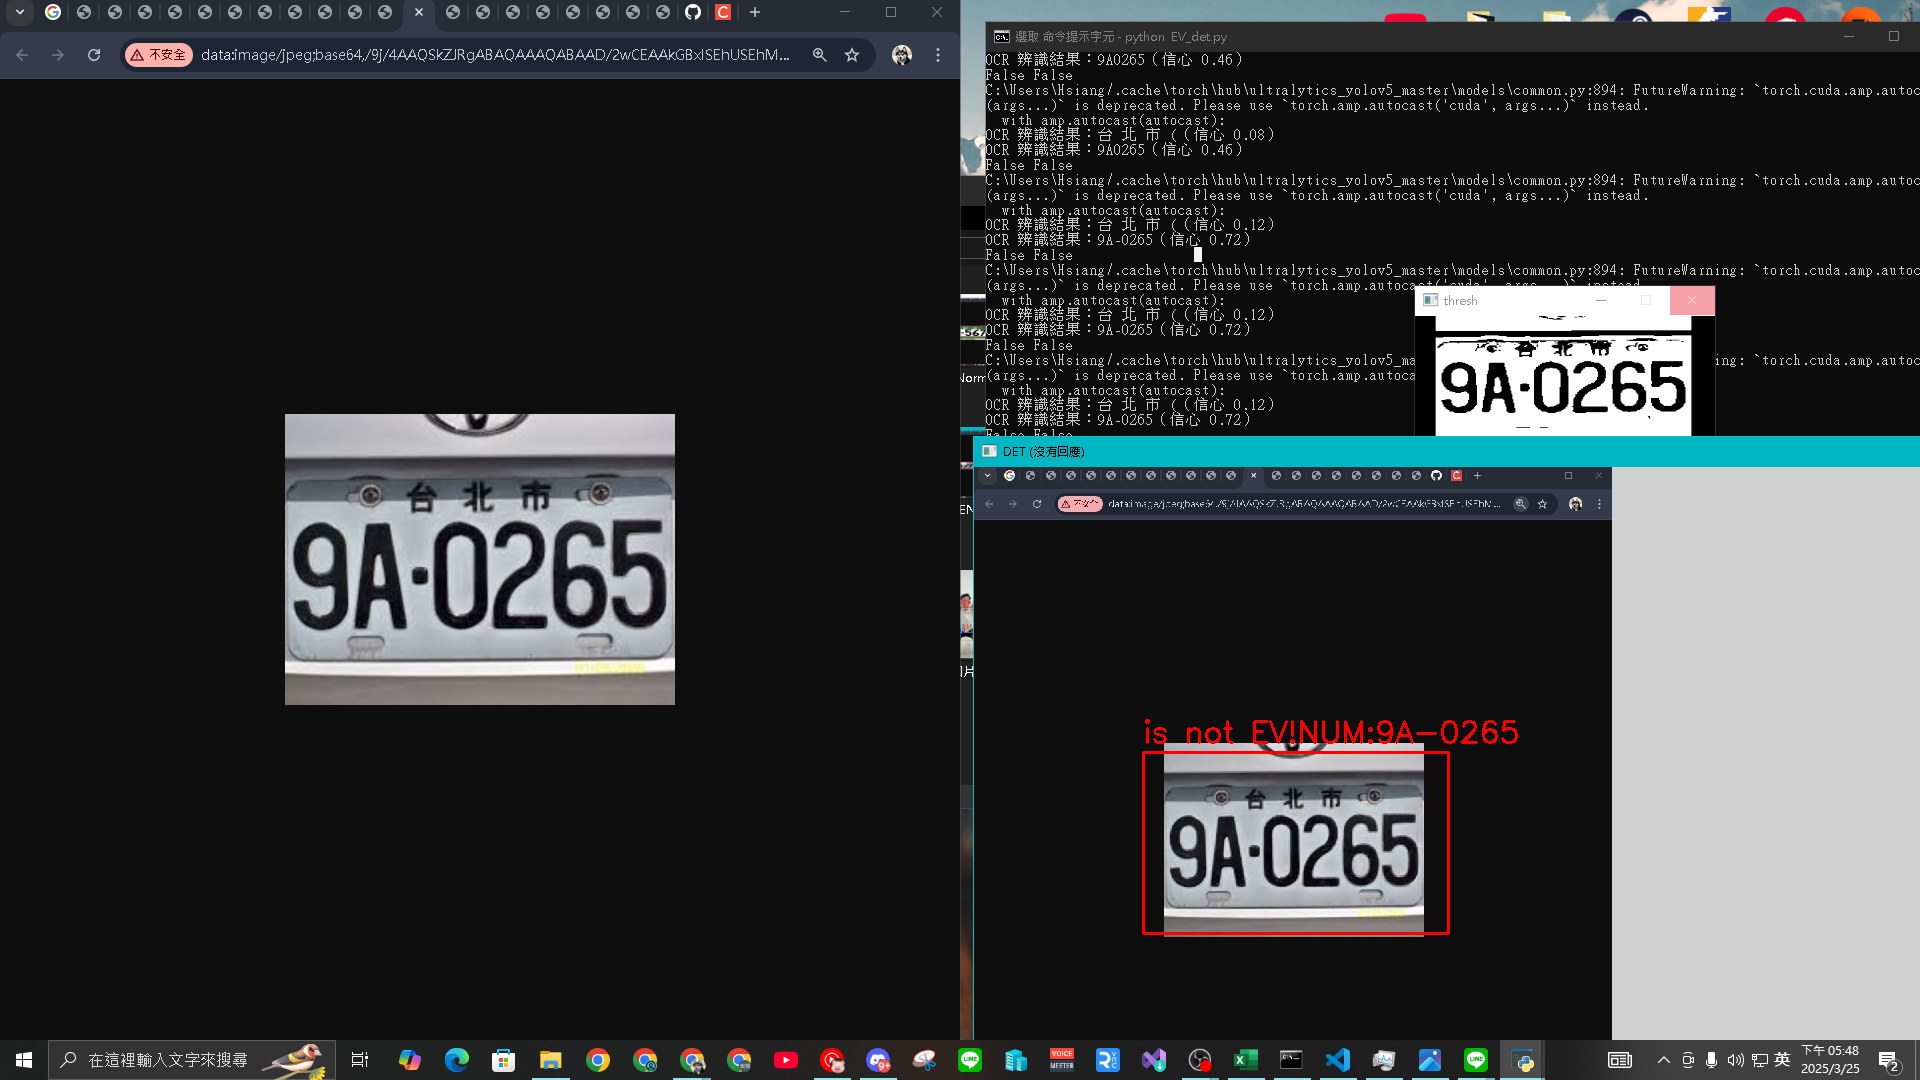 不安全
data:image/jpeg;base64,/9j/4AAQSkZJRgABAQAAAQABAAD/2wCEAAkGBxISEhUSEhM...
台北市
9A·0265
選取 命令提示字元 - python EV_det.py
OCR 辨識結果：9A0265（信心 0.46）
False False
C:\Users\Hsiang/.cache\torch\hub\ultralytics_yolov5_master\models\common.py:894: FutureWarning: `torch.cuda.amp.autoc
(args...)` is deprecated. Please use `torch.amp.autocast('cuda', args...)` instead.
with amp.autocast(autocast):
OCR 辨識結果：台 北 市 (（信心 0.08）
OCR 辨識結果：9A0265（信心 0.46）
False False
C:\Users\Hsiang/.cache\torch\hub\ultralytics_yolov5_master\models\common.py:894: FutureWarning: `torch.cuda.amp.autoc
(args...)` is deprecated. Please use `torch.amp.autocast('cuda', args...)` instead.
with amp.autocast(autocast):
OCR 辨識結果：台 北 市 (（信心 0.12）
OCR 辨識結果：9A-0265（信心 0.72）
False False
C:\Users\Hsiang/.cache\torch\hub\ultralytics_yolov5_master\models\common.py:894: FutureWarning: `torch.cuda.amp.autoc
(args...)` is deprecated. Please use `torch.amp.autocast('cuda', args...)` instead.
with amp.autocast(autocast):
OCR 辨識結果：台 北 市 (（信心 0.12）
OCR 辨識結果：9A-0265（信心 0.72）
False False
C:\Users\Hsiang/.cache\torch\hub\ultralytics_yolov5_ma ing: `torch.cuda.amp.autoc
(args...)` is deprecated. Please use `torch.amp.autoca
with amp.autocast(autocast):
OCR 辨識結果：台 北 市 (（信心 0.12）
OCR 辨識結果：9A-0265（信心 0.72）
False False
thresh
台北市
9A·0265
DET (沒有回應)
不安全
is not EV!NUM:9A-0265
台北市
9A·0265
在這裡輸入文字來搜尋
VOICE
MEETER
英
下午 05:48
2025/3/25
2